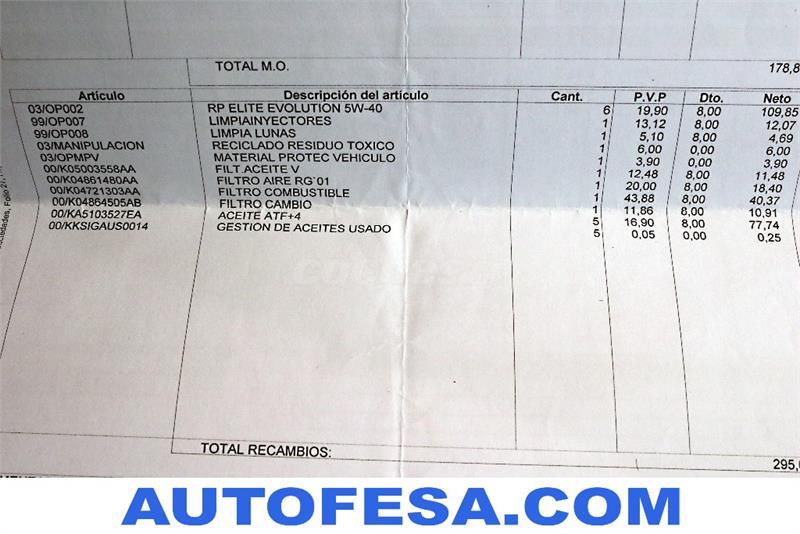 TOTAL M.O. 178,8
Artículo Descripción del artículo Cant. P.V.P Dto. Neto
03/OP002 RP ELITE EVOLUTION 5W-40 6 19,90 8,00 109,85
99/OP007 LIMPIAINYECTORES 1 13,12 8,00 12,07
99/OP008 LIMPIA LUNAS 1 5,10 8,00 4,69
03/MANIPULACION RECICLADO RESIDUO TOXICO 1 6,00 0,00 6,00
03/OPMPV MATERIAL PROTEC VEHICULO 1 3,90 0,00 3,90
00/K05003558AA FILT.ACEITE V 1 12,48 8,00 11,48
00/K04861480AA FILTRO AIRE RG`01 1 20,00 8,00 18,40
00/K04721303AA FILTRO COMBUSTIBLE 1 43,88 8,00 40,37
00/K04864505AB FILTRO CAMBIO 1 11,86 8,00 10,91
00/KA5103527EA ACEITE ATF+4 5 16,90 8,00 77,74
00/KKSIGAUS0014 GESTION DE ACEITES USADO 5 0,05 0,00 0,25
TOTAL RECAMBIOS: 295,
AUTOFESA.COM